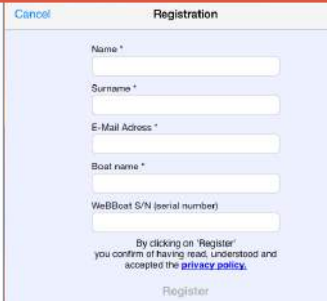 Cancel Registration
Name *
Surname *
E-Mail Adress *
Boat name *
WeBBoat S/N (serial number)
By clicking on 'Register'
you confirm of having read, understood and
accepted the privacy policy.
Register